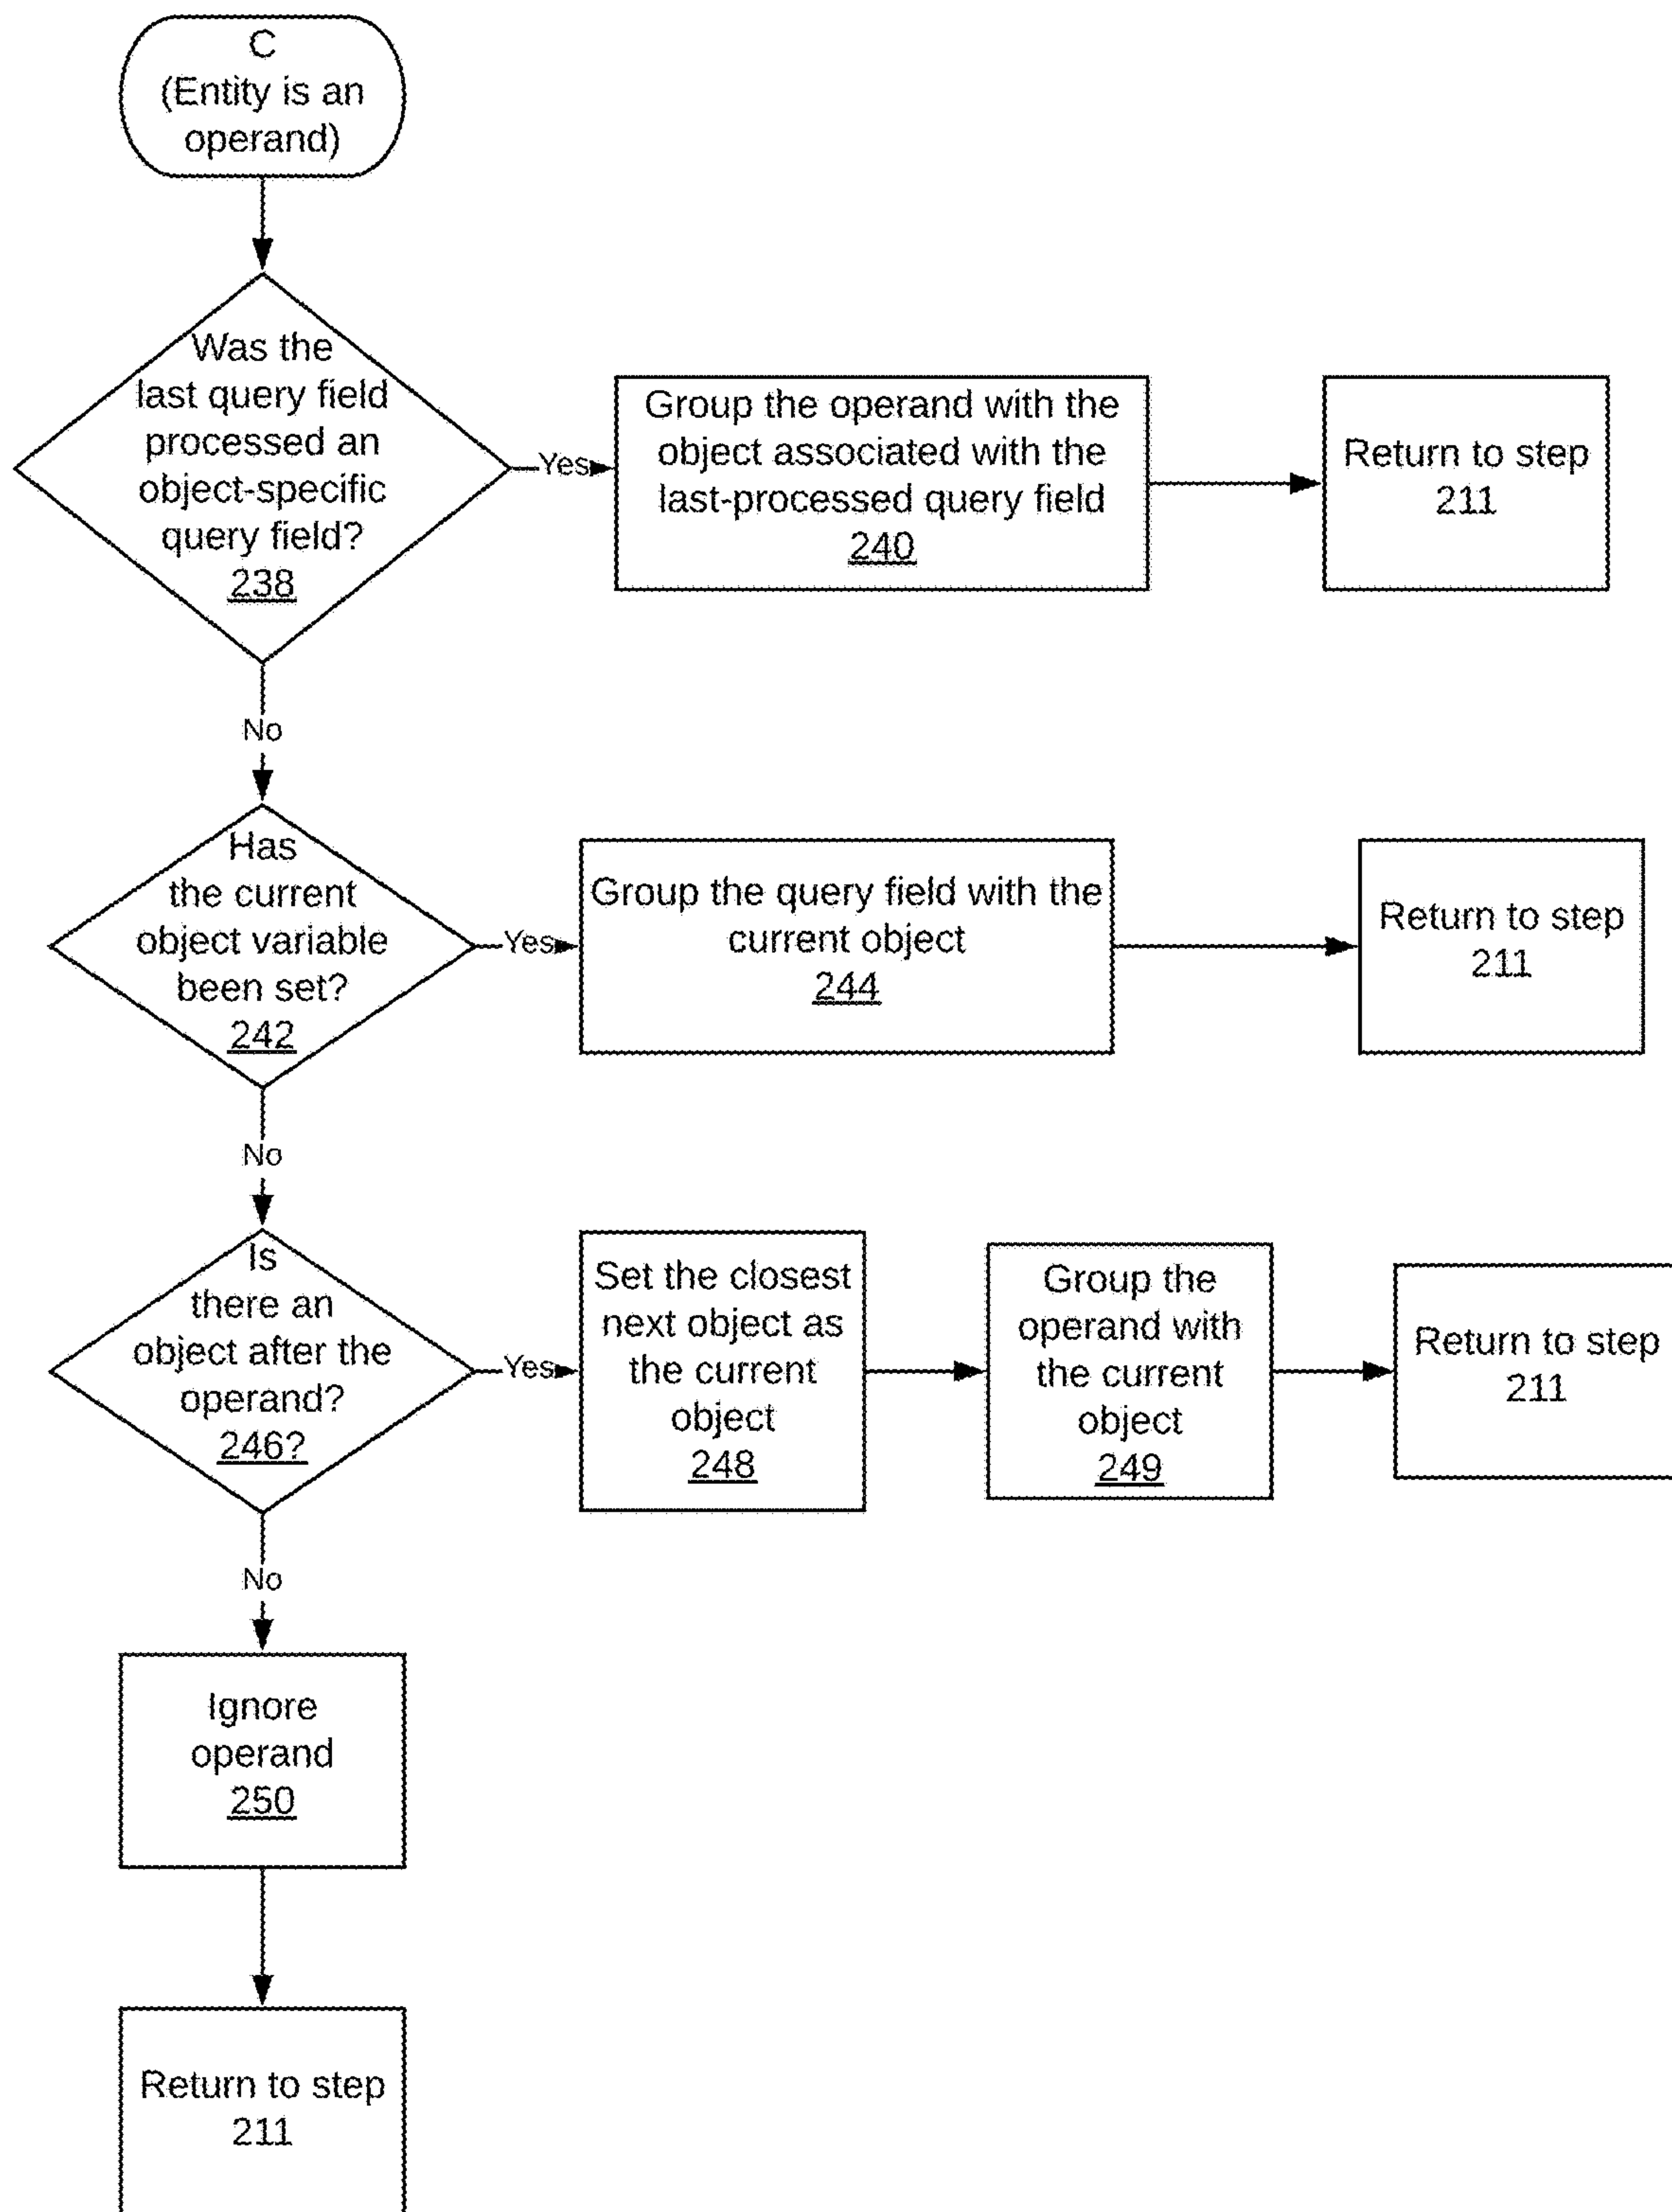 C
(Entity is an
operand)
Was the
last query field
processed an
object-specific
query field?
238
Yes
Group the operand with the
object associated with the
last-processed query field
240
Return to step
211
No
Has
the current
object variable
been set?
242
Yes
Group the query field with the
current object
244
Return to step
211
No
Is
there an
object after the
operand?
246?
Yes
Set the closest
next object as
the current
object
248
Group the
operand with
the current
object
249
Return to step
211
No
Ignore
operand
250
Return to step
211